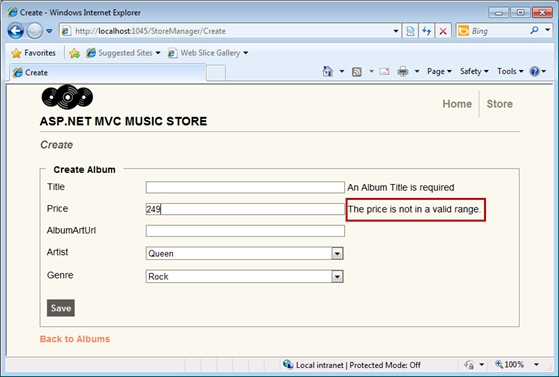 Create - Windows Internet Explorer
http://localhost:1045/StoreManager/Create
Bing
Favorites Suggested Sites Web Slice Gallery
Create Page Safety Tools
Home Store
ASP.NET MVC MUSIC STORE
Create
Create Album
Title An Album Title is required
Price 249 The price is not in a valid range.
AlbumArtUrl
Artist Queen
Genre Rock
Save
Back to Albums
Local intranet | Protected Mode: Off 100%